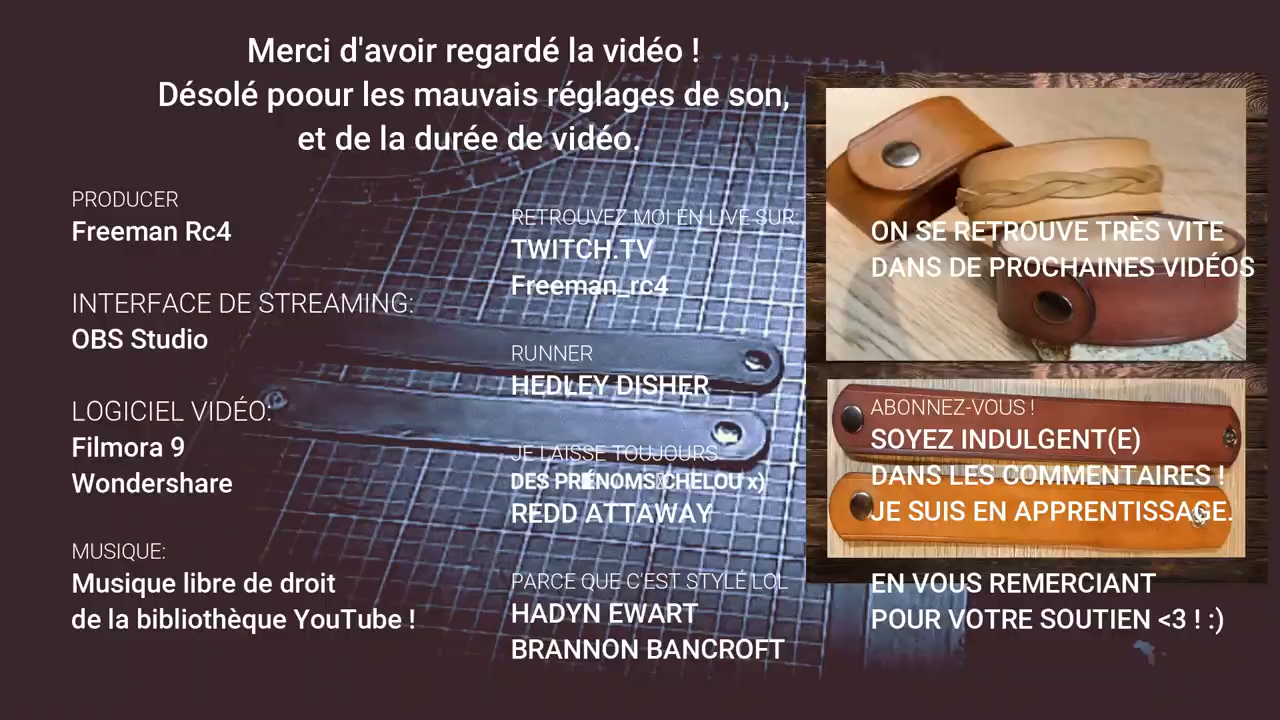 Merci d'avoir regardé la vidéo !
Désolé poour les mauvais réglages de son,
et de la durée de vidéo.
PRODUCER
Freeman Rc4
INTERFACE DE STREAMING:
OBS Studio
LOGICIEL VIDÉO:
Filmora 9
Wondershare
MUSIQUE:
Musique libre de droit
de la bibliothèque YouTube !
RETROUVEZ MOI EN LIVE SUR:
TWITCH.TV
Freeman_rc4
RUNNER
HEDLEY DISHER
JE LAISSE TOUJOURS
DES PRÉNOMS CHELOU x)
REDD ATTAWAY
PARCE QUE C'EST STYLÉ LOL
HADYN EWART
BRANNON BANCROFT
ON SE RETROUVE TRÈS VITE
DANS DE PROCHAINES VIDÉOS
ABONNEZ-VOUS !
SOYEZ INDULGENT(E)
DANS LES COMMENTAIRES !
JE SUIS EN APPRENTISSAGE.
EN VOUS REMERCIANT
POUR VOTRE SOUTIEN <3 ! :)